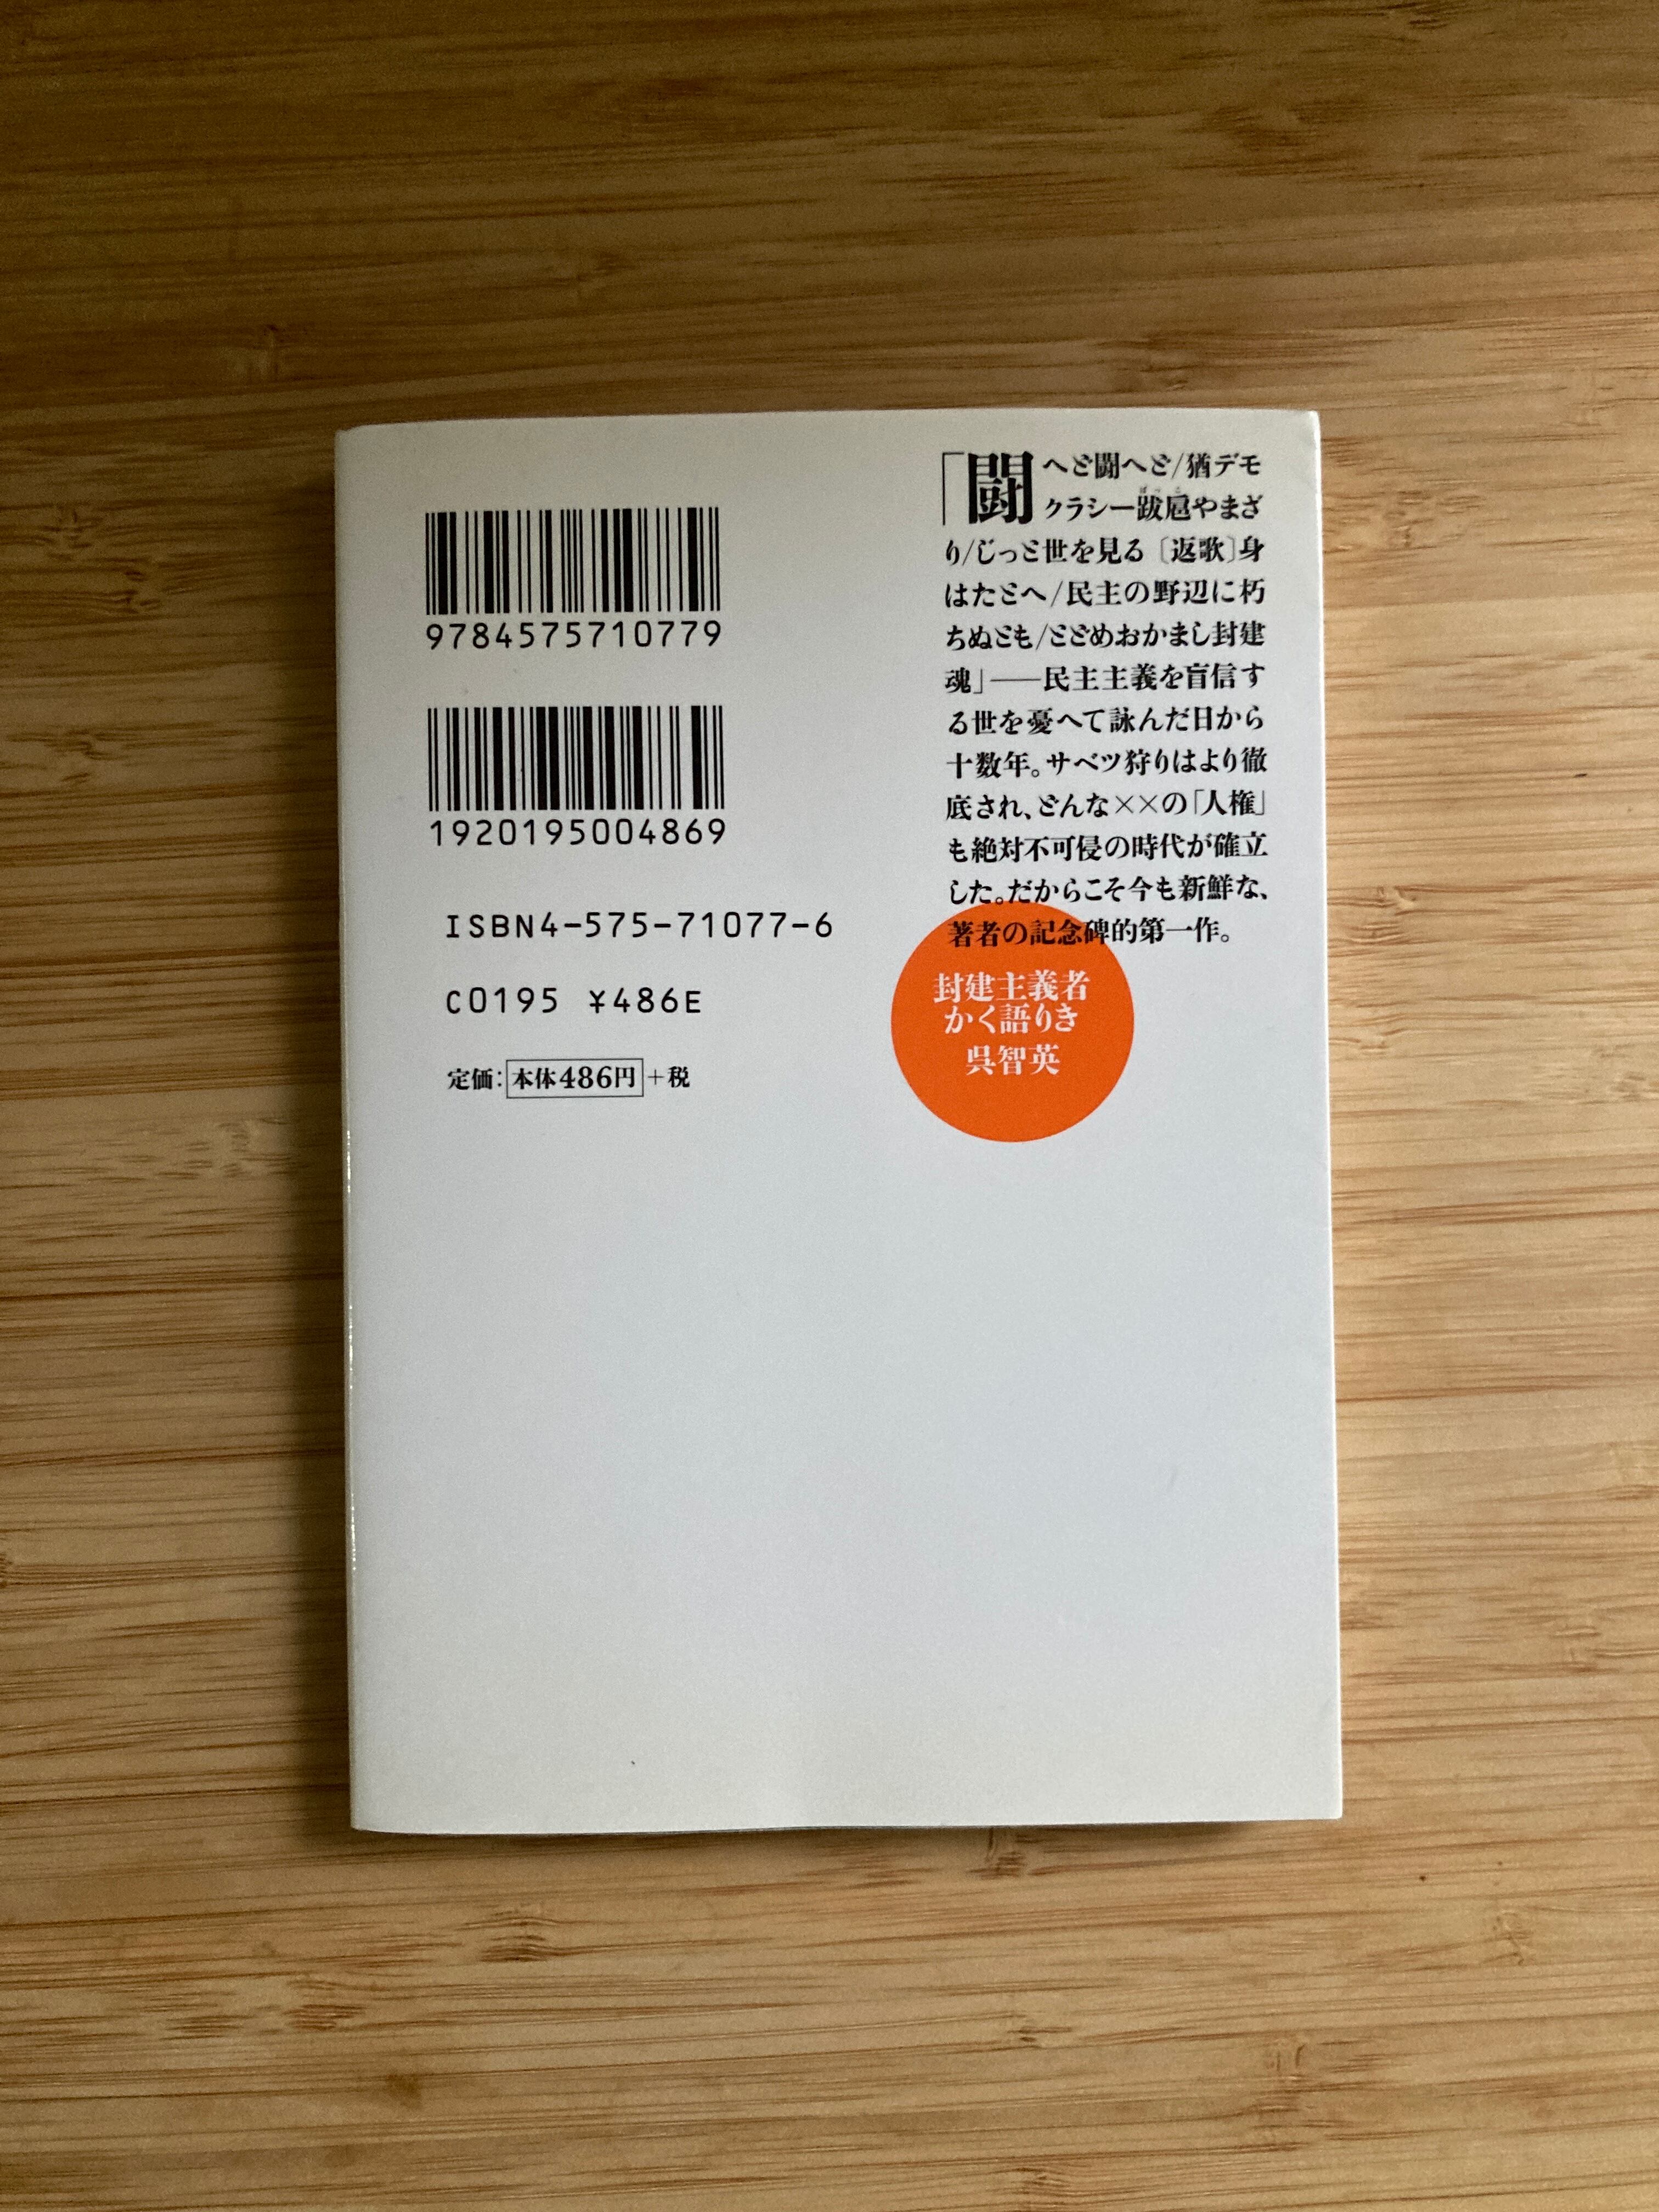 9784575710779
1920195004869
ISBN4-575-71077-6
C0195 ¥486E
定価：本体486円＋税
「闘へど闘へど/猶デモ
クラシー跋扈やまざ
り/じっと世を見る〔返歌〕身
はたとへ/民主の野辺に朽
ちぬとも/とどめおかまし封建
魂」――民主主義を盲信す
る世を憂へて詠んだ日から
十数年。サベツ狩りはより徹
底され、どんな××の「人権」
も絶対不可侵の時代が確立
した。だからこそ今も新鮮な、
著者の記念碑的第一作。
封建主義者
かく語りき
呉智英